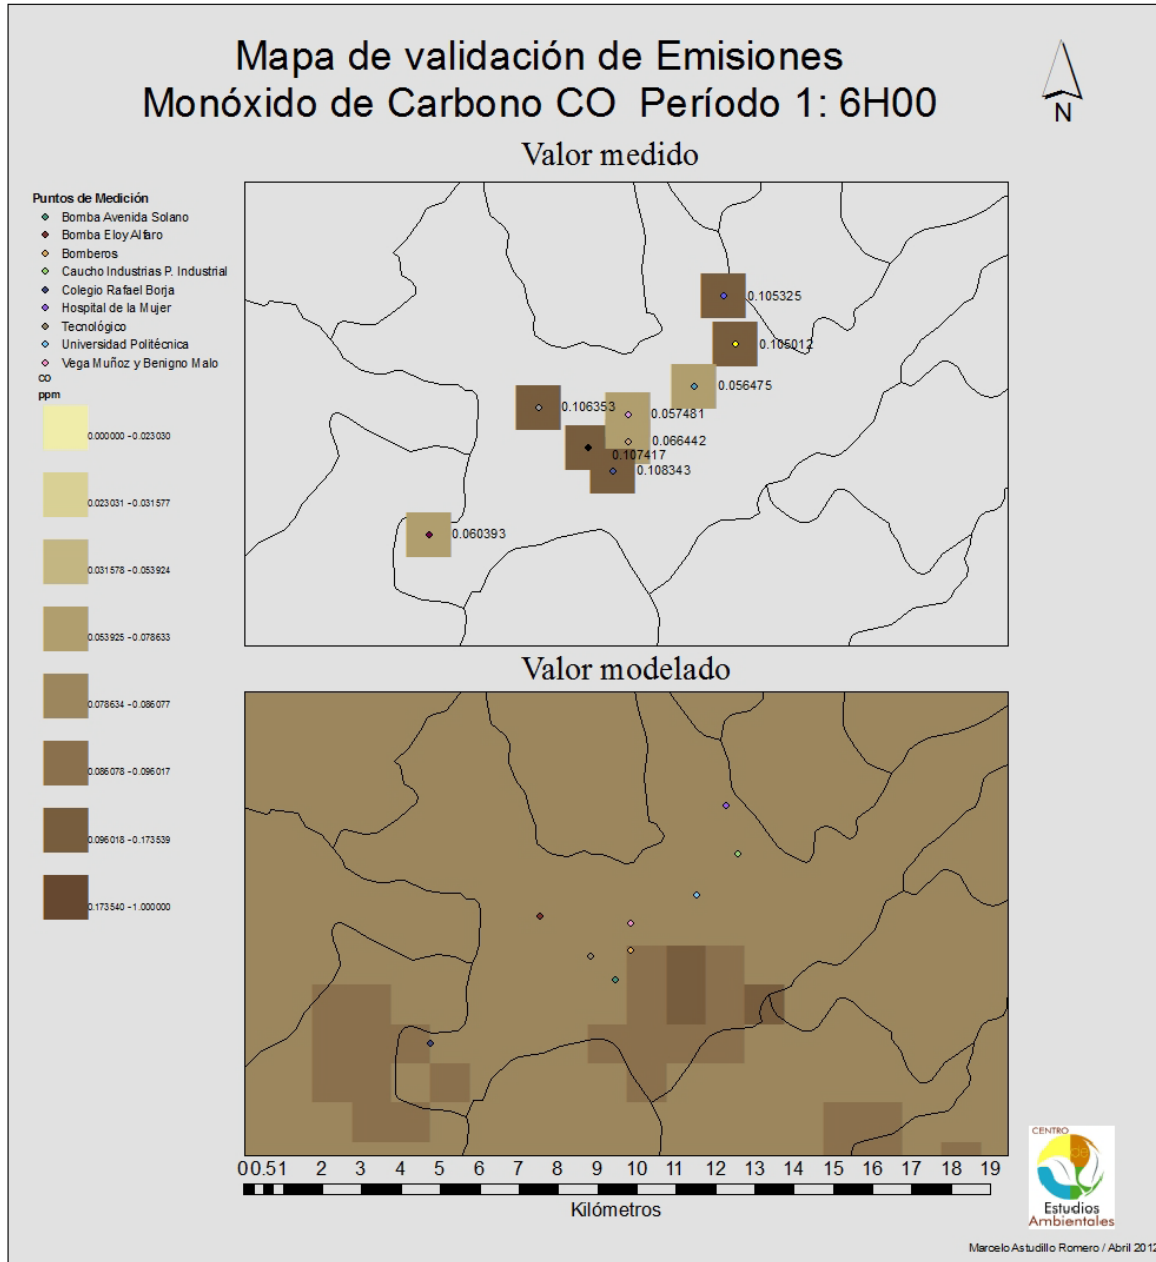 Mapa de validación de Emisiones
Monóxido de Carbono CO Período 1: 6H00
N
Valor medido
Puntos de Medición
Bomba Avenida Solano
Bomba Eloy Alfaro
Bomberos
Caucho Industrias P. Industrial
Colegio Rafael Borja
Hospital de la Mujer
Tecnológico
Universidad Politécnica
Vega Muñoz y Benigno Malo
CO
ppm
0.000000 - 0.023030
0.023031 - 0.031577
0.031578 - 0.053924
0.053925 - 0.078633
0.078634 - 0.086077
0.086078 - 0.096017
0.096018 - 0.173539
0.173540 - 1.000000
0.105325
0.105012
0.056475
0.106353
0.057481
0.066442
0.107417
0.108343
0.060393
Valor modelado
0 0.5 1 2 3 4 5 6 7 8 9 10 11 12 13 14 15 16 17 18 19
Kilómetros
CENTRO
Estudios
Ambientales
Marcelo Astudillo Romero / Abril 2012